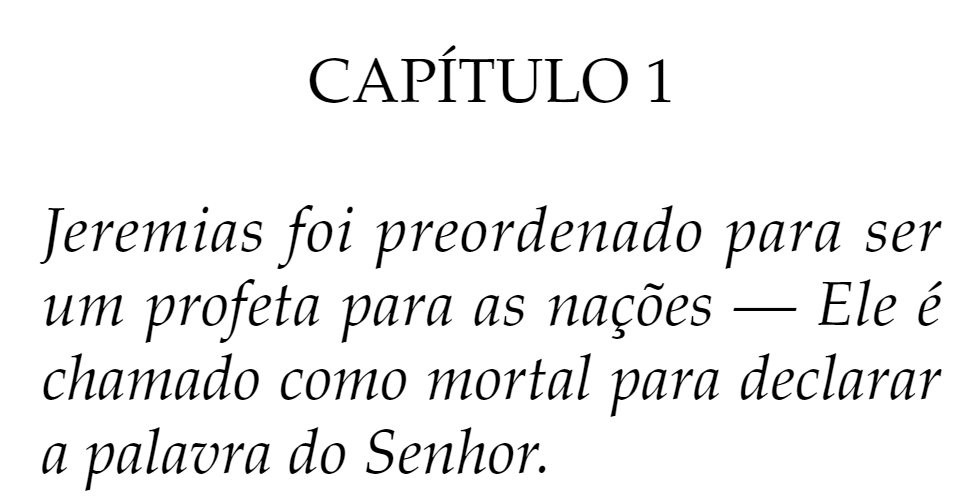 CAPÍTULO 1
Jeremias foi preordenado para ser
um profeta para as nações — Ele é
chamado como mortal para declarar
a palavra do Senhor.